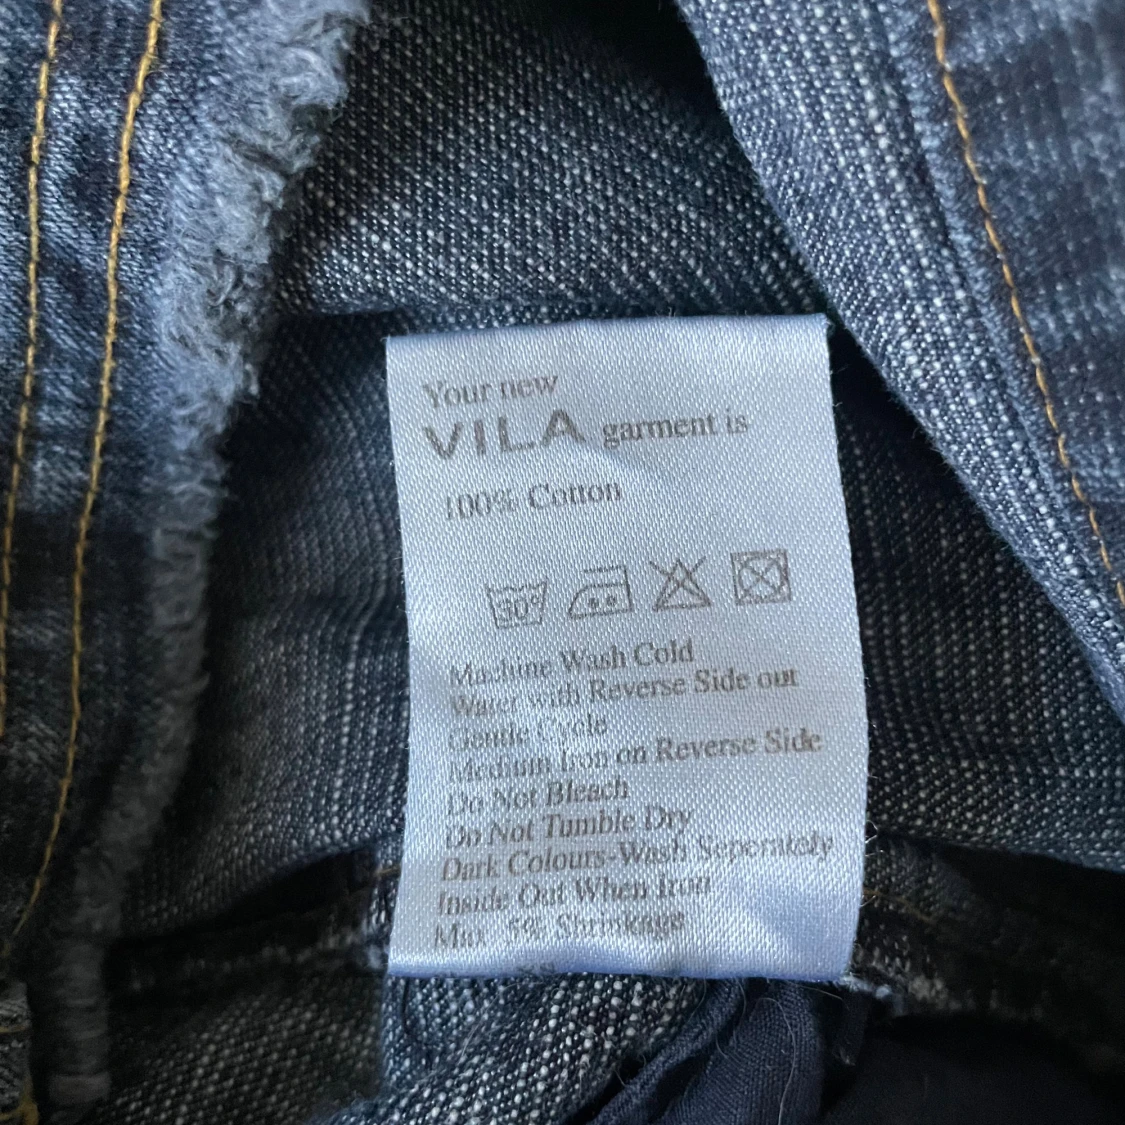 Your new
VILA garment is
100% Cotton
30°
Machine Wash Cold
Water with Reverse Side out
Gentle Cycle
Medium Iron on Reverse Side
Do Not Bleach
Do Not Tumble Dry
Dark Colours-Wash Seperately
Inside Out When Iron
Max 5% Shrinkage